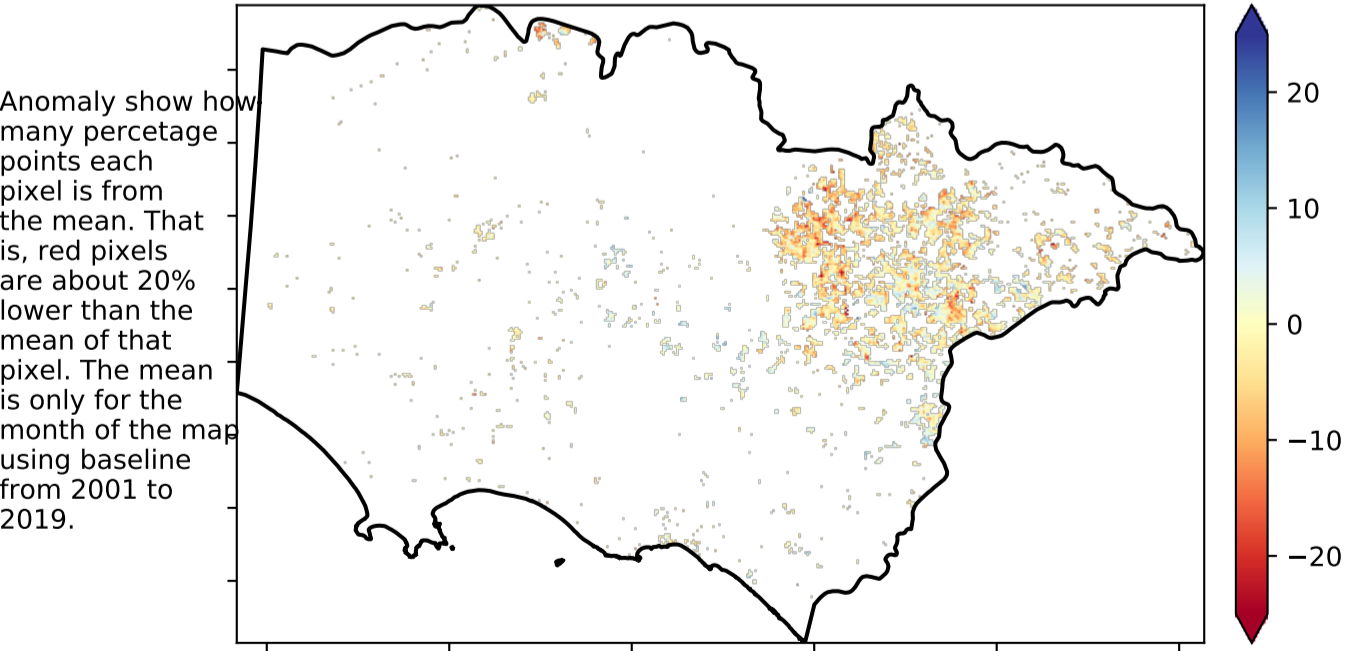 Anomaly show how
many percetage
points each
pixel is from
the mean. That
is, red pixels
are about 20%
lower than the
mean of that
pixel. The mean
is only for the
month of the map
using baseline
from 2001 to
2019.
20
10
0
−10
−20